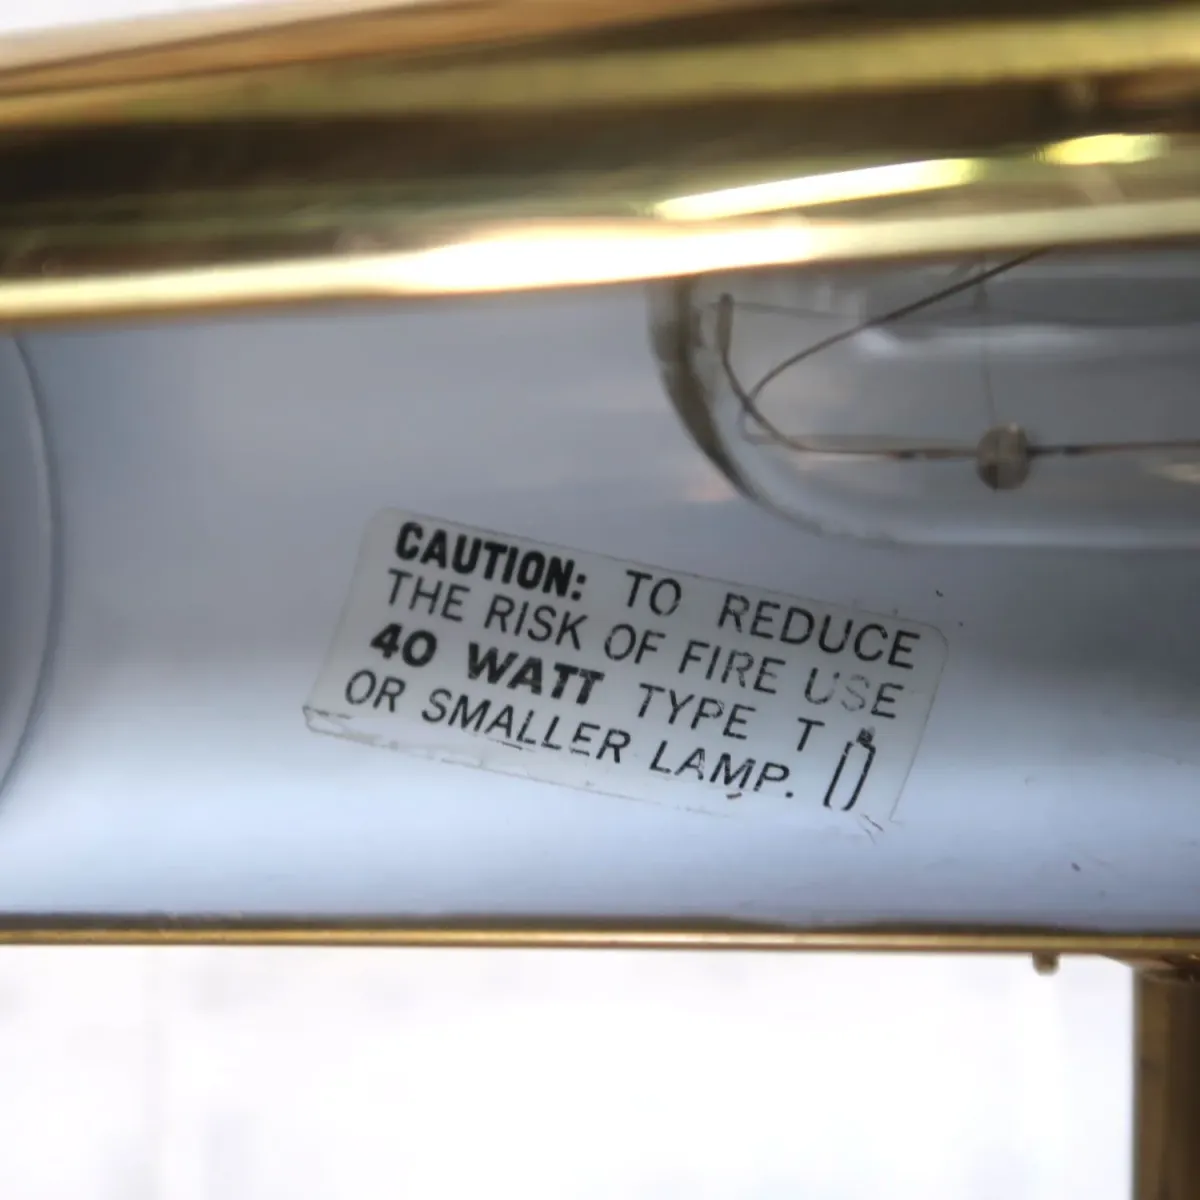 CAUTION: TO REDUCE
THE RISK OF FIRE USE
40 WATT TYPE T
OR SMALLER LAMP.